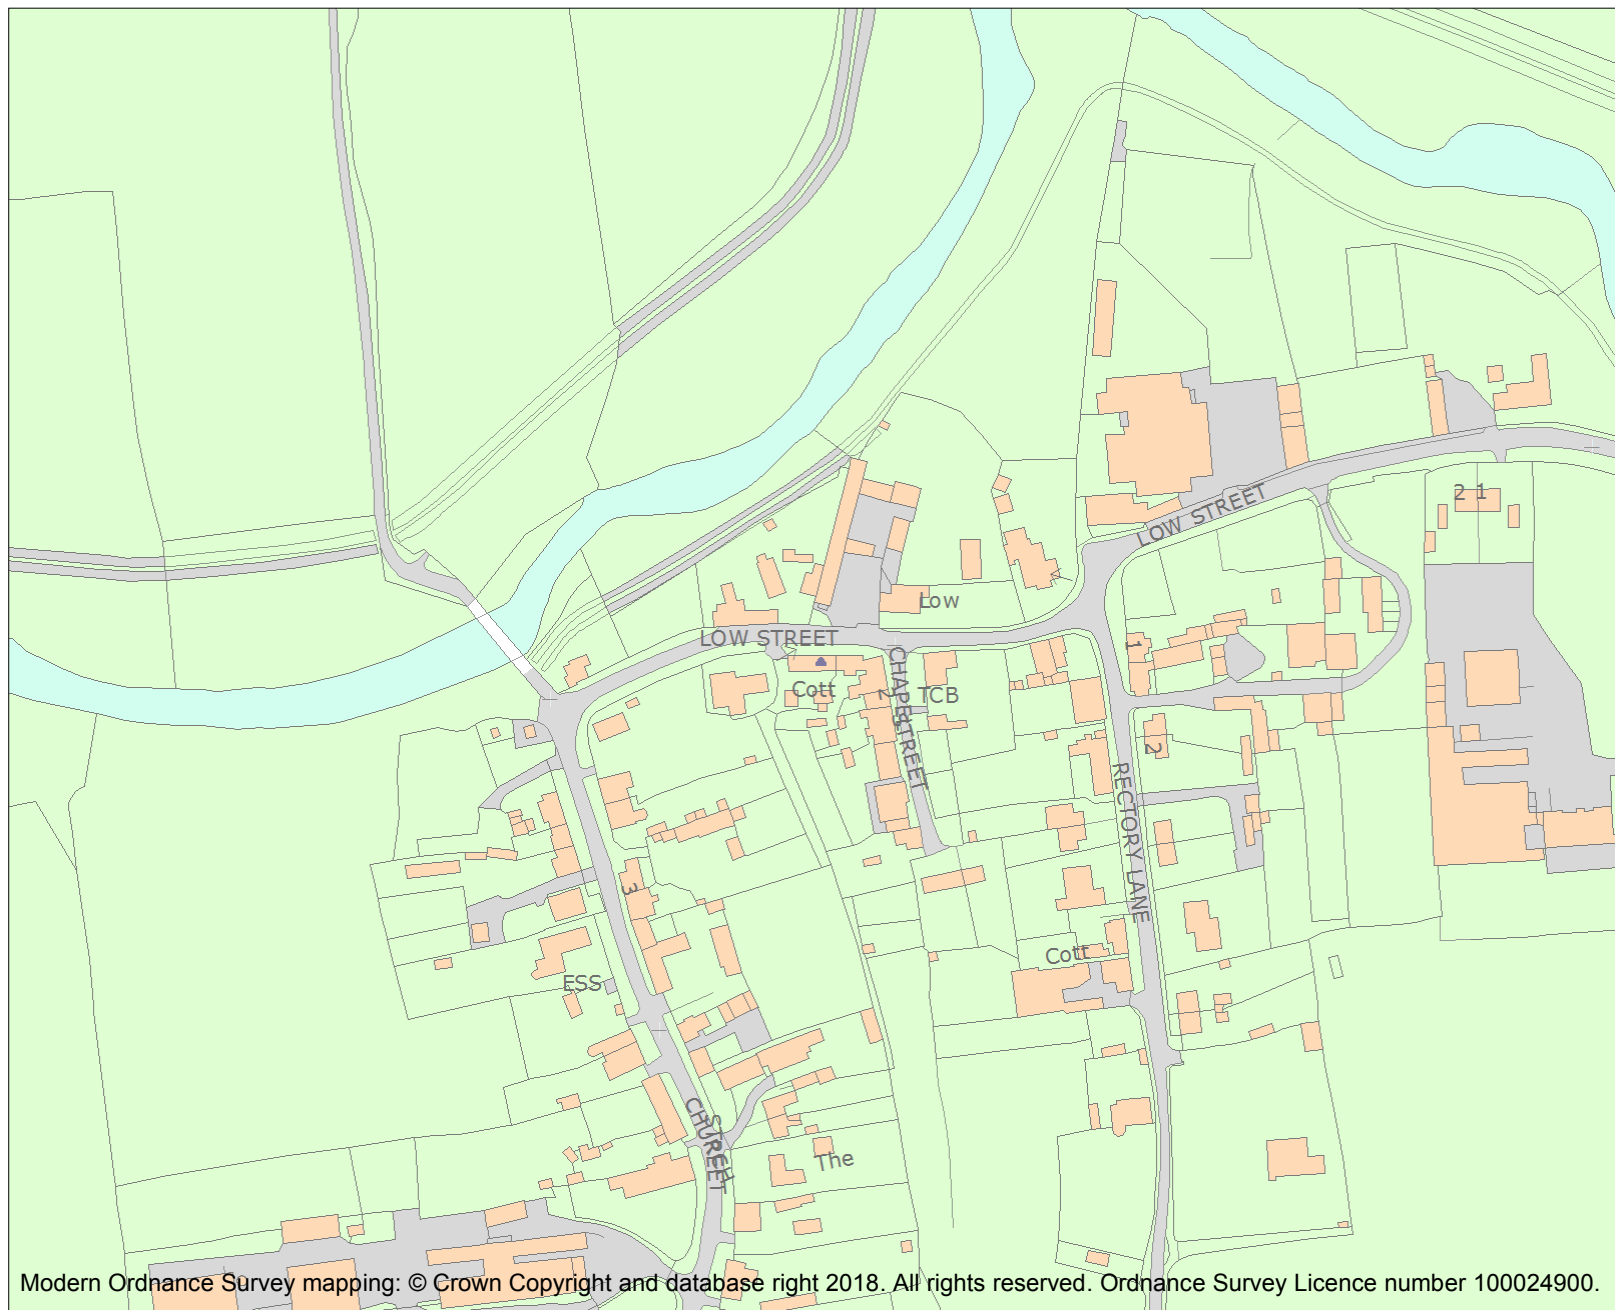 2 1
LOW STREET
Low
LOW STREET
1
CHAPEL STREET
Cott
2
TCB
2
RECTORY LANE
3
Cott
ESS
CHURCH
STREET
The
Modern Ordnance Survey mapping: © Crown Copyright and database right 2018. All rights reserved. Ordnance Survey Licence number 100024900.